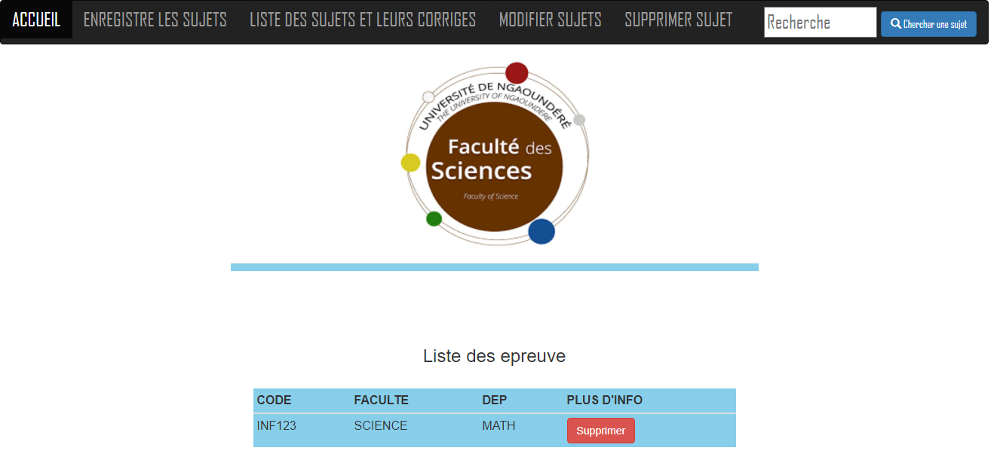 ACCUEIL ENREGISTRE LES SUJETS LISTE DES SUJETS ET LEURS CORRIGES MODIFIER SUJETS SUPPRIMER SUJET Recherche Chercher une sujet
UNIVERSITÉ DE NGAOUNDÉRÉ
THE UNIVERSITY OF NGAOUNDERE
Faculté des
Sciences
Faculty of Science
Liste des epreuve
CODE FACULTE DEP PLUS D'INFO
INF123 SCIENCE MATH Supprimer